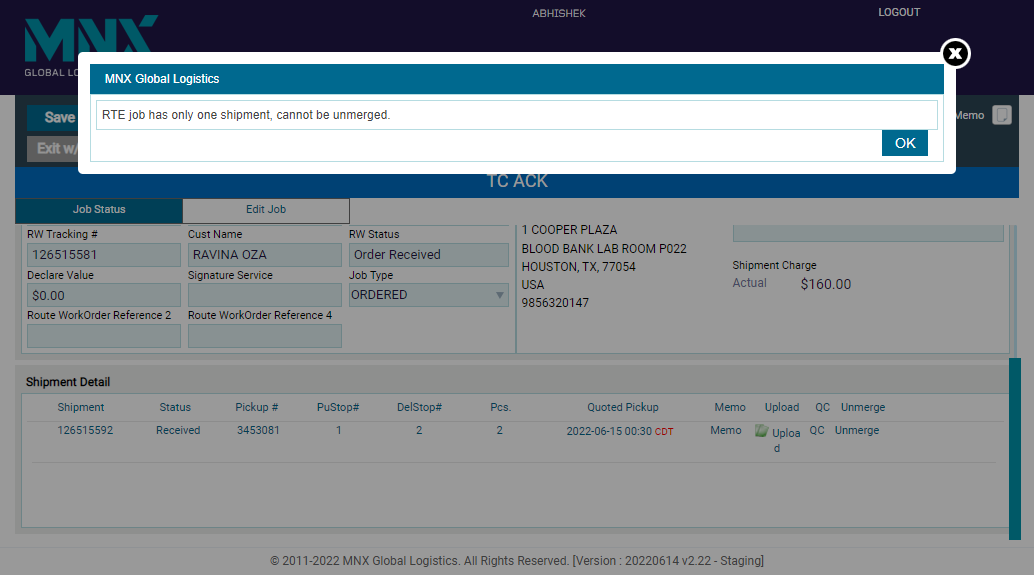 MNX
GLOBAL LO
ABHISHEK
LOGOUT
MNX Global Logistics
RTE job has only one shipment, cannot be unmerged.
OK
Save
Exit w/
Memo
TC ACK
Job Status
Edit Job
RW Tracking #
Cust Name
RW Status
126515581
RAVINA OZA
Order Received
Declare Value
Signature Service
Job Type
$0.00
ORDERED
Route WorkOrder Reference 2
Route WorkOrder Reference 4
1 COOPER PLAZA
BLOOD BANK LAB ROOM P022
HOUSTON, TX, 77054
USA
9856320147
Shipment Charge
Actual $160.00
Shipment Detail
Shipment Status Pickup # PuStop# DelStop# Pcs. Quoted Pickup Memo Upload QC Unmerge
126515592 Received 3453081 1 2 2 2022-06-15 00:30 CDT Memo Uploa QC Unmerge
d
© 2011-2022 MNX Global Logistics. All Rights Reserved. [Version : 20220614 v2.22 - Staging]